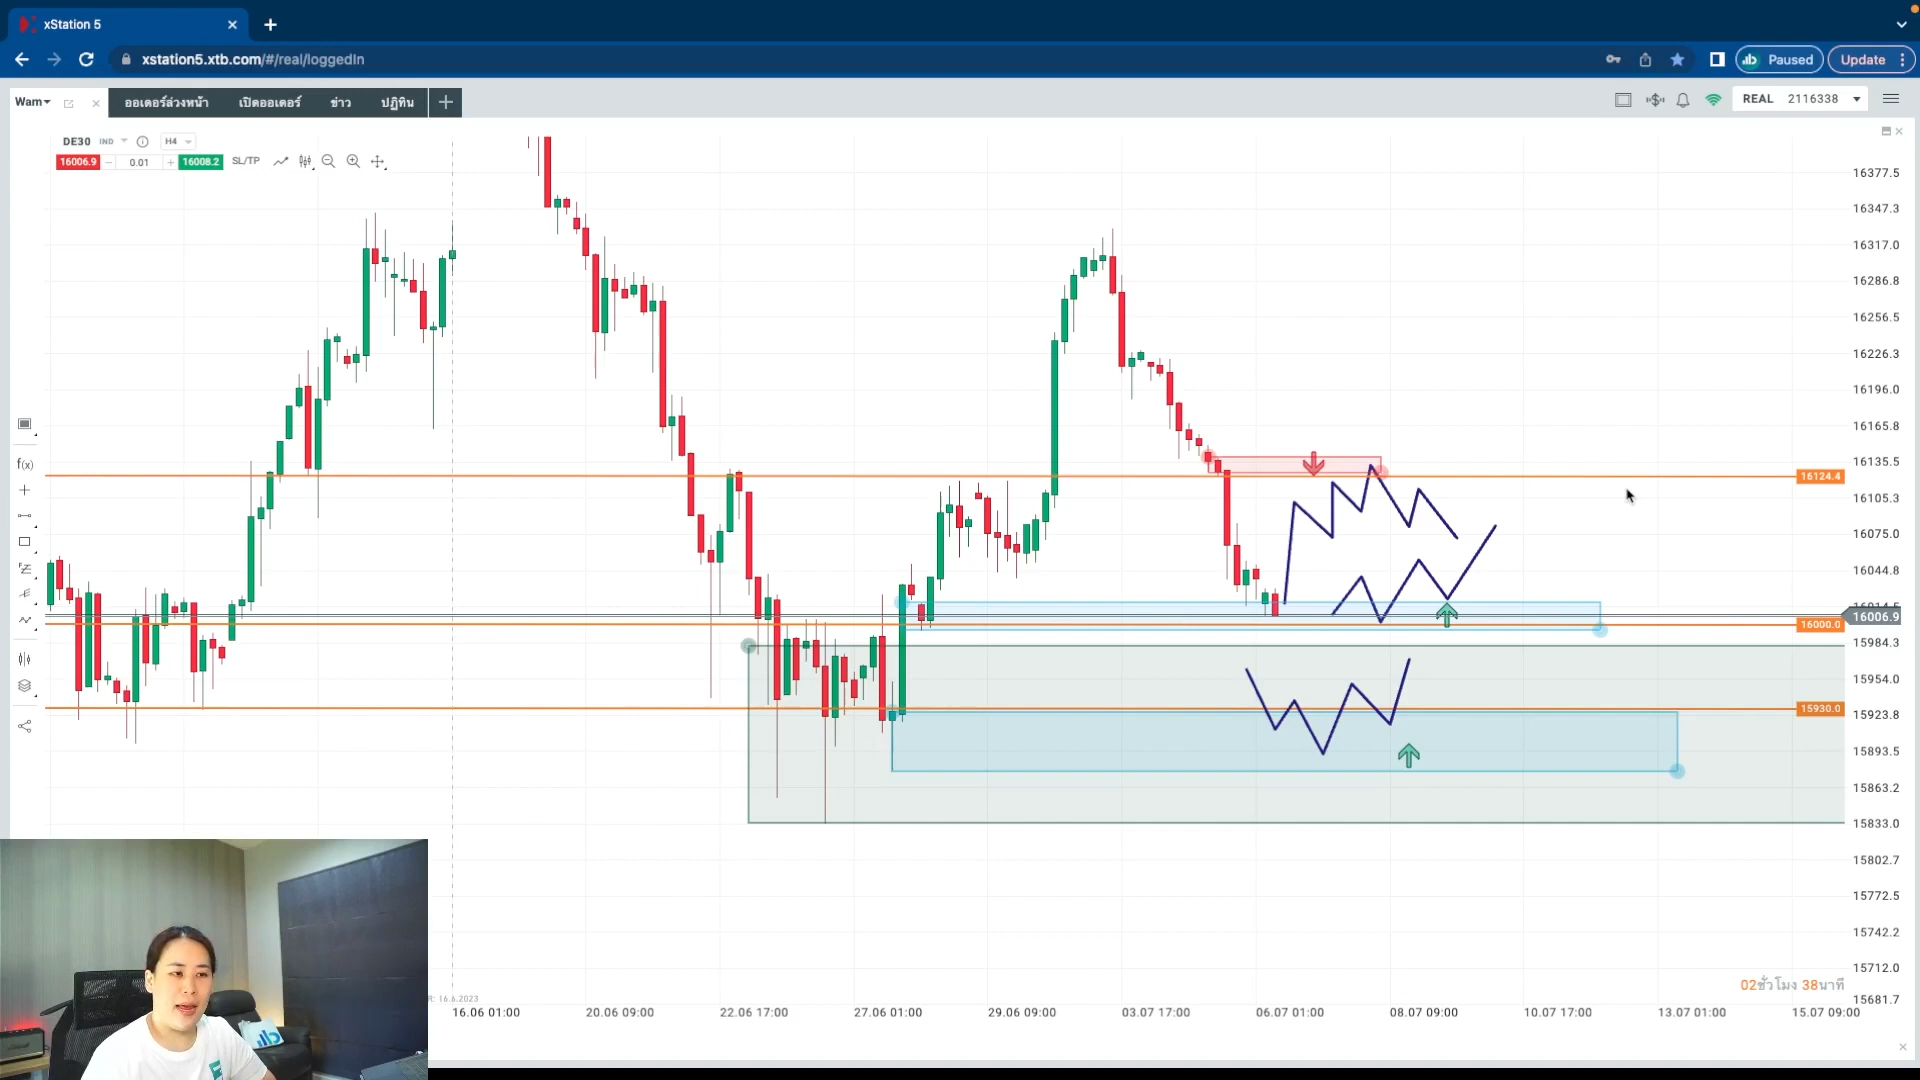 xStation 5
xstation5.xtb.com/#/real/loggedIn
Paused
Update
Wam
ออเดอร์ล่วงหน้า
เปิดออเดอร์
ข่าว
ปฏิทิน
REAL 2116338
DE30 IND H4
16006.9 0.01 16008.2 SL/TP
f(x)
16377.5
16347.3
16317.0
16286.8
16256.5
16226.3
16196.0
16165.8
16135.5
16124.4
16105.3
16075.0
16044.8
16006.9
16000.0
15984.3
15954.0
15930.0
15923.8
15893.5
15863.2
15833.0
15802.7
15772.5
15742.2
15712.0
15681.7
02ชั่วโมง 38นาที
R: 16.6.2023
16.06 01:00
20.06 09:00
22.06 17:00
27.06 01:00
29.06 09:00
03.07 17:00
06.07 01:00
08.07 09:00
10.07 17:00
13.07 01:00
15.07 09:00